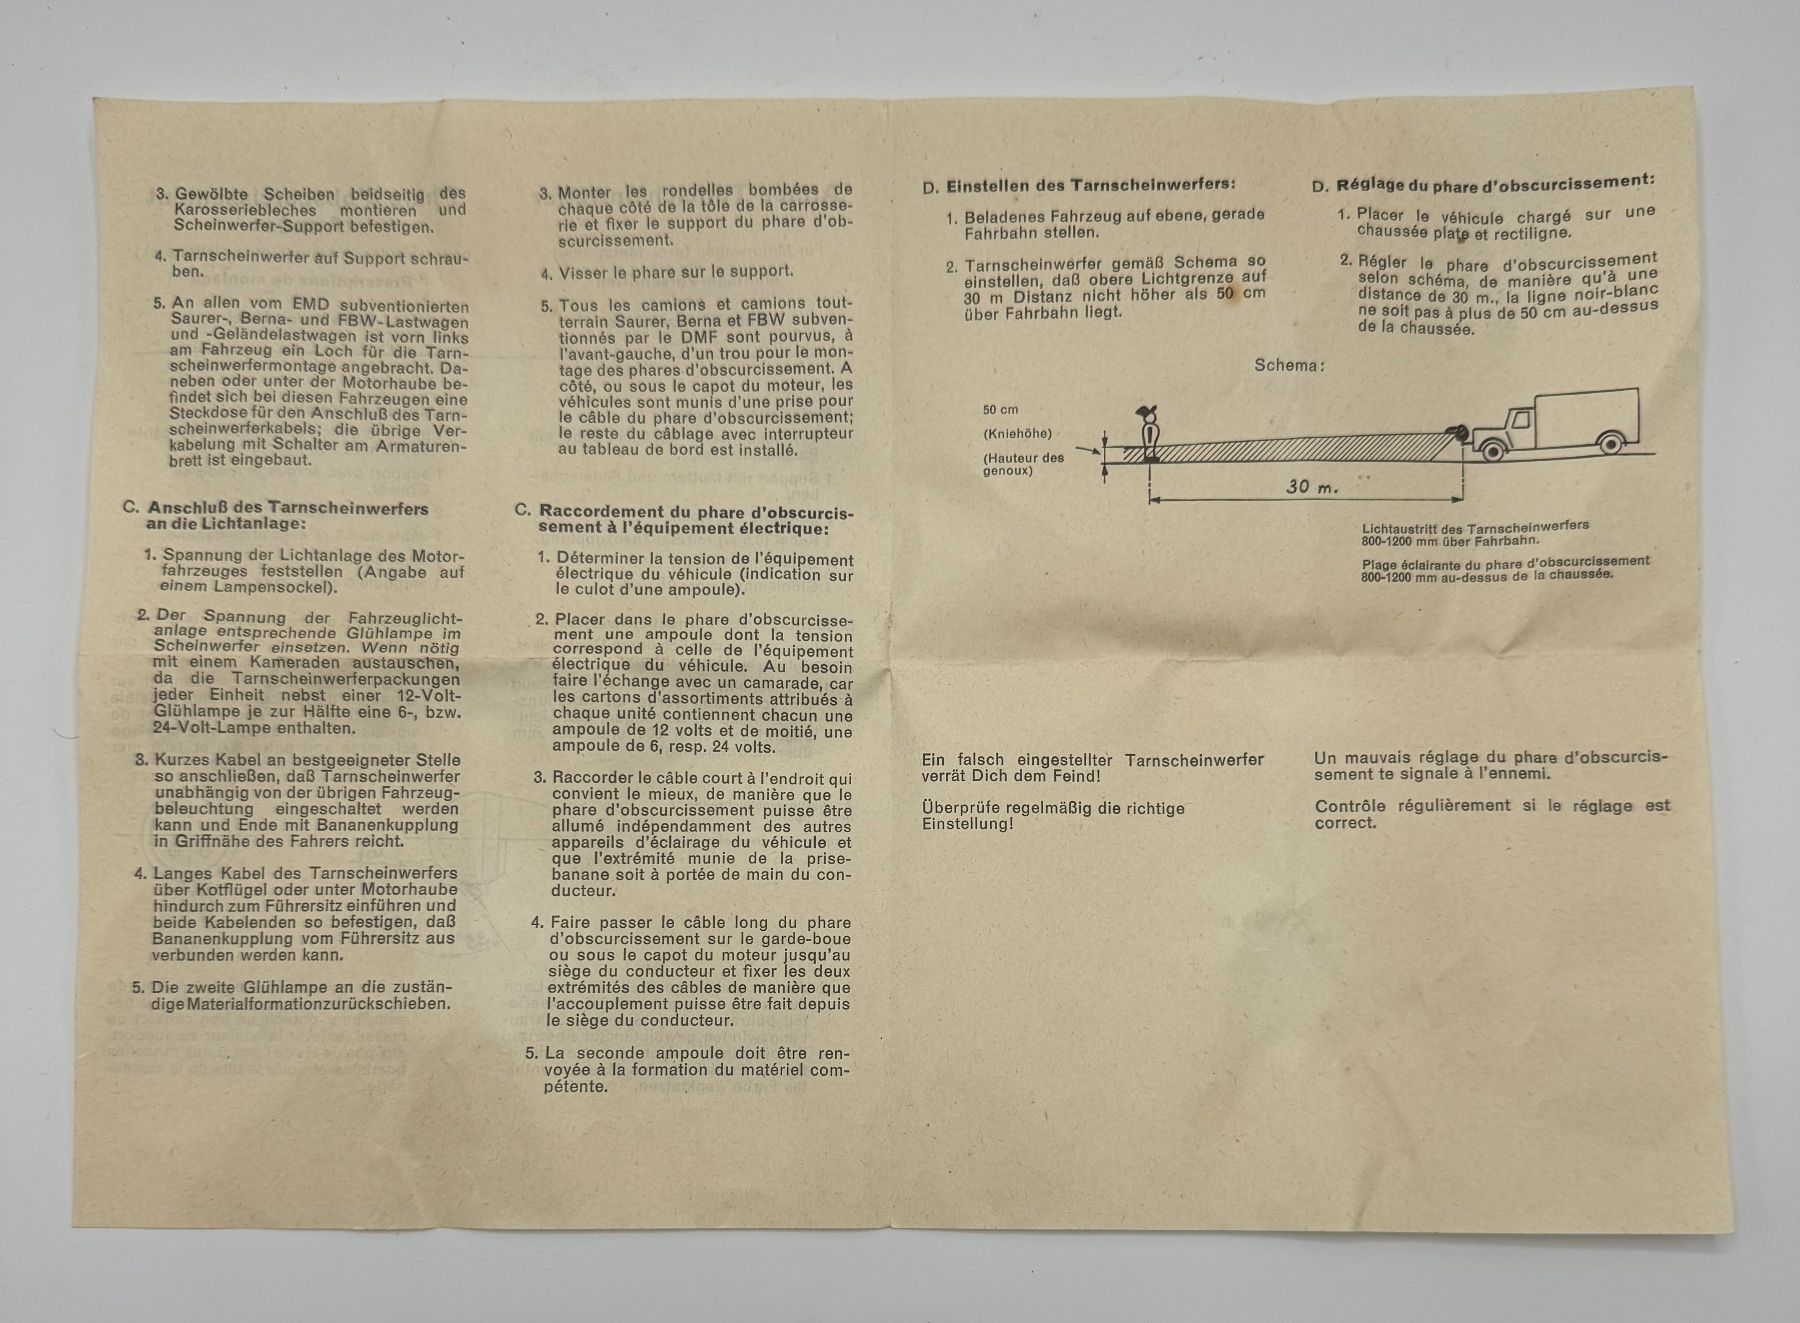 3. Gewölbte Scheiben beidseitig des
Karosseriebleches montieren und
Scheinwerfer-Support befestigen.
4. Tarnscheinwerfer auf Support schrau-
ben.
5. An allen vom EMD subventionierten
Saurer-, Berna- und FBW-Lastwagen
und -Geländelastwagen ist vorn links
am Fahrzeug ein Loch für die Tarn-
scheinwerfermontage angebracht. Da-
neben oder unter der Motorhaube be-
findet sich bei diesen Fahrzeugen eine
Steckdose für den Anschluß des Tarn-
scheinwerferkabels; die übrige Ver-
kabelung mit Schalter am Armaturen-
brett ist eingebaut.
C. Anschluß des Tarnscheinwerfers
an die Lichtanlage:
1. Spannung der Lichtanlage des Motor-
fahrzeuges feststellen (Angabe auf
einem Lampensockel).
2. Der Spannung der Fahrzeuglicht-
anlage entsprechende Glühlampe im
Scheinwerfer einsetzen. Wenn nötig
mit einem Kameraden austauschen,
da die Tarnscheinwerferpackungen
jeder Einheit nebst einer 12-Volt-
Glühlampe je zur Hälfte eine 6-, bzw.
24-Volt-Lampe enthalten.
3. Kurzes Kabel an bestgeeigneter Stelle
so anschließen, daß Tarnscheinwerfer
unabhängig von der übrigen Fahrzeug-
beleuchtung eingeschaltet werden
kann und Ende mit Bananenkupplung
in Griffnähe des Fahrers reicht.
4. Langes Kabel des Tarnscheinwerfers
über Kotflügel oder unter Motorhaube
hindurch zum Führersitz einführen und
beide Kabelenden so befestigen, daß
Bananenkupplung vom Führersitz aus
verbunden werden kann.
5. Die zweite Glühlampe an die zustän-
dige Materialformation zurückschieben.
3. Monter les rondelles bombées de
chaque côté de la tôle de la carrosse-
rie et fixer le support du phare d'ob-
scurcissement.
4. Visser le phare sur le support.
5. Tous les camions et camions tout-
terrain Saurer, Berna et FBW subven-
tionnés par le DMF sont pourvus, à
l'avant-gauche, d'un trou pour le mon-
tage des phares d'obscurcissement. A
côté, ou sous le capot du moteur, les
véhicules sont munis d'une prise pour
le câble du phare d'obscurcissement;
le reste du câblage avec interrupteur
au tableau de bord est installé.
C. Raccordement du phare d'obscurcis-
sement à l'équipement électrique:
1. Déterminer la tension de l'équipement
électrique du véhicule (indication sur
le culot d'une ampoule).
2. Placer dans le phare d'obscurcisse-
ment une ampoule dont la tension
correspond à celle de l'équipement
électrique du véhicule. Au besoin
faire l'échange avec un camarade, car
les cartons d'assortiments attribués à
chaque unité contiennent chacun une
ampoule de 12 volts et de moitié, une
ampoule de 6, resp. 24 volts.
3. Raccorder le câble court à l'endroit qui
convient le mieux, de manière que le
phare d'obscurcissement puisse être
allumé indépendamment des autres
appareils d'éclairage du véhicule et
que l'extrémité munie de la prise-
banane soit à portée de main du con-
ducteur.
4. Faire passer le câble long du phare
d'obscurcissement sur le garde-boue
ou sous le capot du moteur jusqu'au
siège du conducteur et fixer les deux
extrémités des câbles de manière que
l'accouplement puisse être fait depuis
le siège du conducteur.
5. La seconde ampoule doit être ren-
voyée à la formation du matériel com-
pétente.
D. Einstellen des Tarnscheinwerfers:
1. Beladenes Fahrzeug auf ebene, gerade
Fahrbahn stellen.
2. Tarnscheinwerfer gemäß Schema so
einstellen, daß obere Lichtgrenze auf
30 m Distanz nicht höher als 50 cm
über Fahrbahn liegt.
D. Réglage du phare d'obscurcissement:
1. Placer le véhicule chargé sur une
chaussée plate et rectiligne.
2. Régler le phare d'obscurcissement
selon schéma, de manière qu'à une
distance de 30 m., la ligne noir-blanc
ne soit pas à plus de 50 cm au-dessus
de la chaussée.
Schema:
50 cm
(Kniehöhe)
(Hauteur des
genoux)
30 m.
Lichtaustritt des Tarnscheinwerfers
800-1200 mm über Fahrbahn.
Plage éclairante du phare d'obscurcissement
800-1200 mm au-dessus de la chaussée.
Ein falsch eingestellter Tarnscheinwerfer
verrät Dich dem Feind!
Überprüfe regelmäßig die richtige
Einstellung!
Un mauvais réglage du phare d'obscurcis-
sement te signale à l'ennemi.
Contrôle régulièrement si le réglage est
correct.